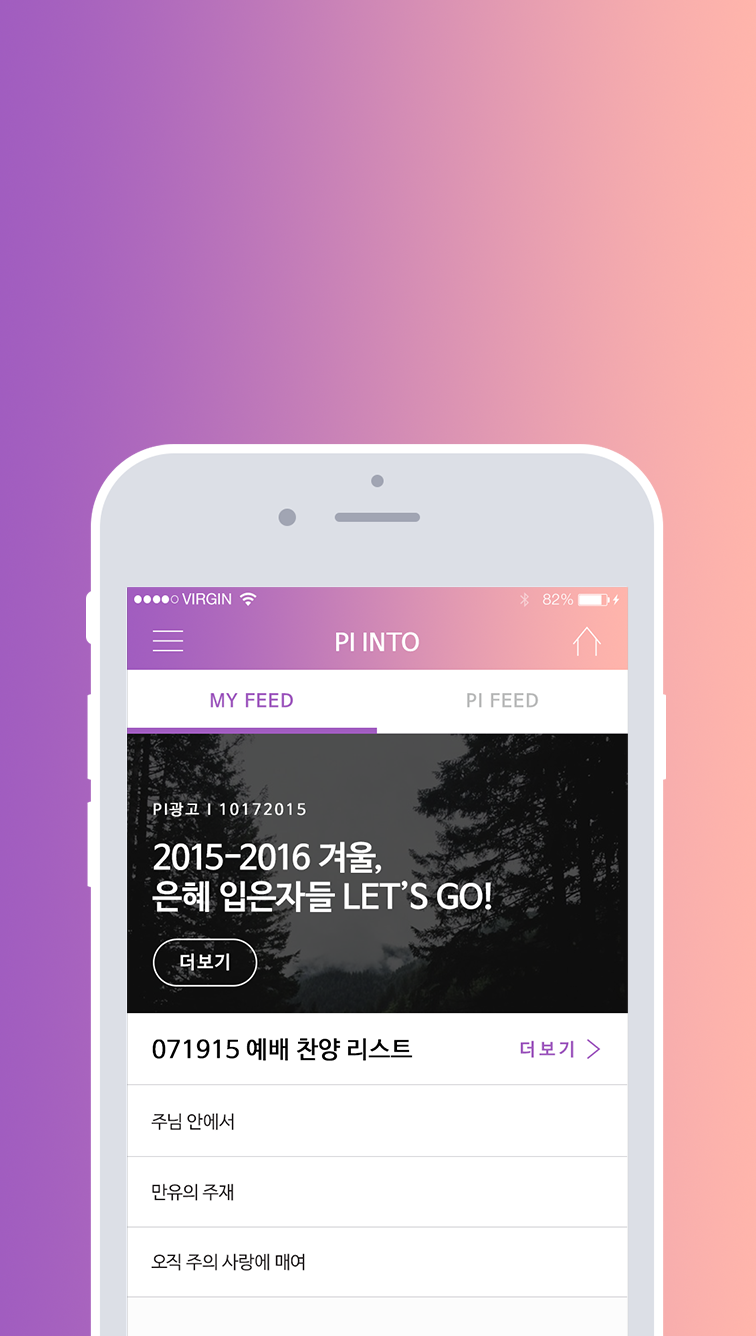 VIRGIN 82%
PI INTO
MY FEED PI FEED
PI광고 I 10172015
2015-2016 겨울,
은혜 입은자들 LET'S GO!
더보기
071915 예배 찬양 리스트 더보기
주님 안에서
만유의 주재
오직 주의 사랑에 매여